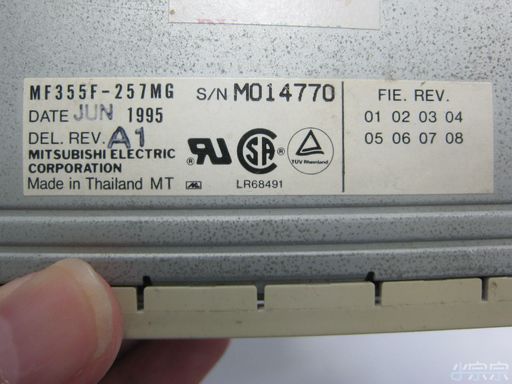 MF355F-257MG S/N M014770
DATE JUN 1995
DEL. REV. A1
MITSUBISHI ELECTRIC
CORPORATION
Made in Thailand MT
SA
TÜV Rheinland
LR68491
FIE. REV.
01 02 03 04
05 06 07 08